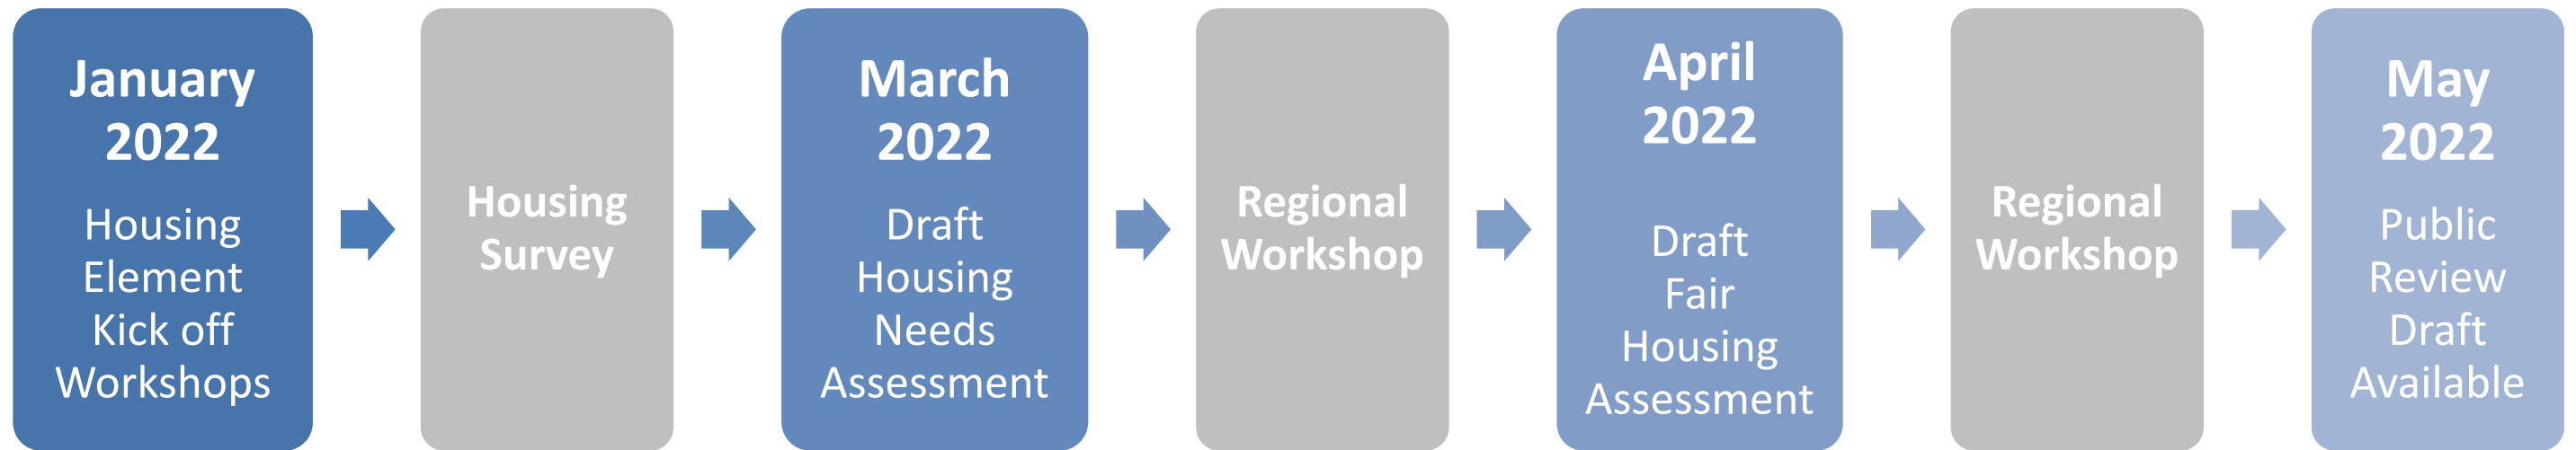 January
2022
Housing
Element
Kick off
Workshops
Housing
Survey
March
2022
Draft
Housing
Needs
Assessment
Regional
Workshop
April
2022
Draft
Fair
Housing
Assessment
Regional
Workshop
May
2022
Public
Review
Draft
Available